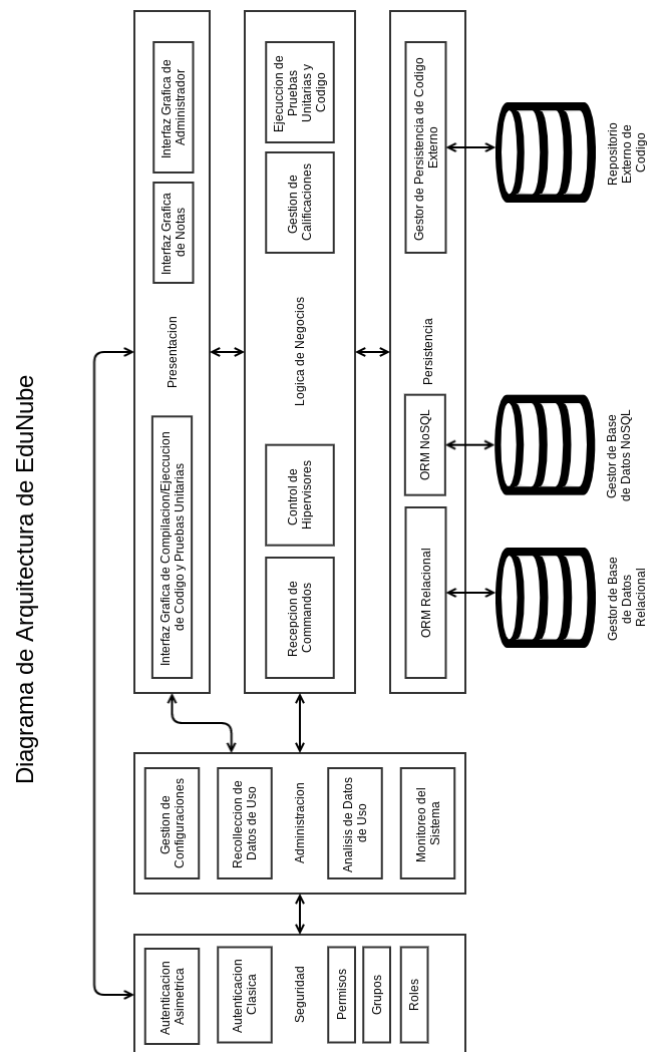 Diagrama de Arquitectura de EduNube
Autenticacion
Asimetrica
Autenticacion
Clasica
Seguridad
Permisos
Grupos
Roles
Gestion de
Configuraciones
Recolleccion de
Datos de Uso
Administracion
Analisis de Datos
de Uso
Monitoreo del
Sistema
Interfaz Grafica de Compilacion/Ejeccucion
de Codigo y Pruebas Unitarias
Presentacion
Interfaz Grafica
de Notas
Interfaz Grafica de
Administrador
Recepcion de
Commandos
Control de
Hipervisores
Logica de Negocios
Gestion de
Calificaciones
Ejecuccion de
Pruebas
Unitarias y
Codigo
ORM Relacional
ORM NoSQL
Persistencia
Gestor de Persistencia de Codigo
Externo
Gestor de Base
de Datos
Relacional
Gestor de Base
de Datos NoSQL
Repositorio
Externo de
Codigo